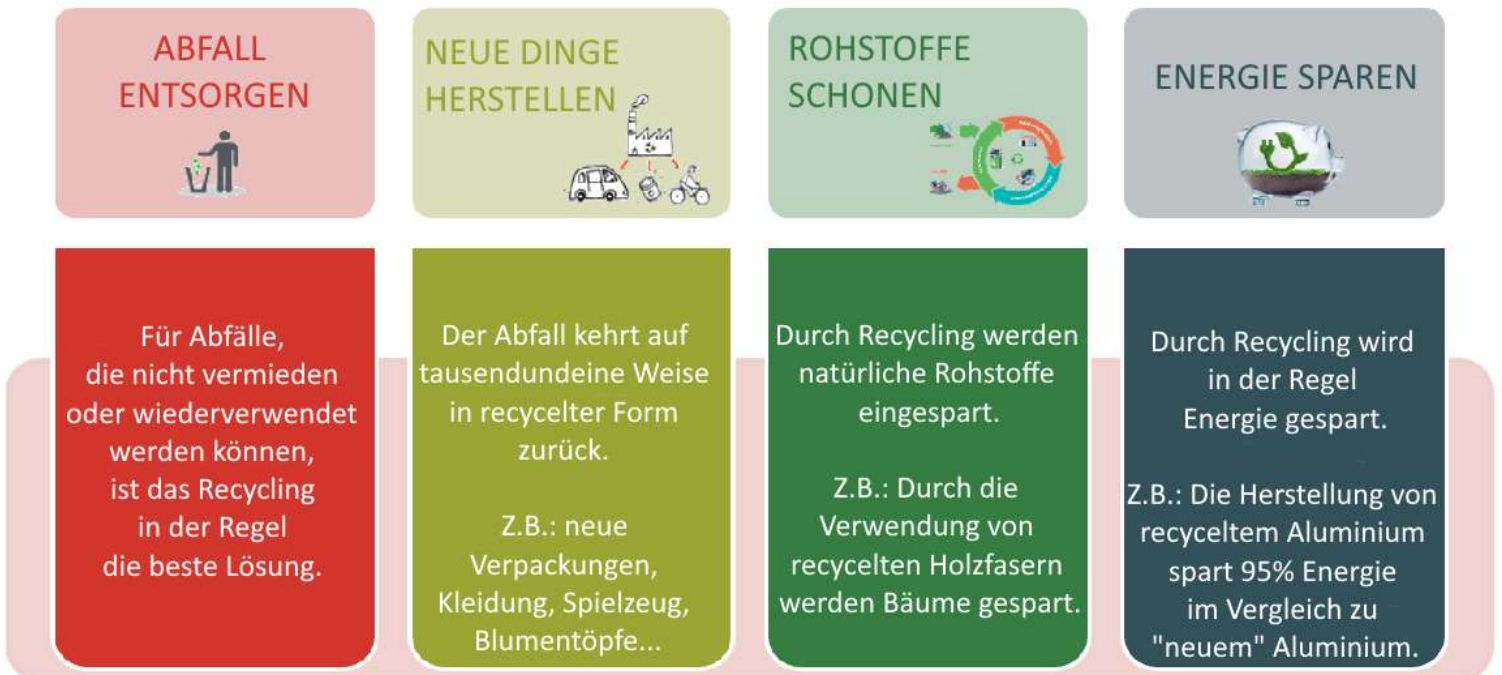 ABFALL
ENTSORGEN
NEUE DINGE
HERSTELLEN
ROHSTOFFE
SCHONEN
ENERGIE SPAREN
Für Abfälle,
die nicht vermieden
oder wiederverwendet
werden können,
ist das Recycling
in der Regel
die beste Lösung.
Der Abfall kehrt auf
tausendundeine Weise
in recycelter Form
zurück.
Z.B.: neue
Verpackungen,
Kleidung, Spielzeug,
Blumentöpfe...
Durch Recycling werden
natürliche Rohstoffe
eingespart.
Z.B.: Durch die
Verwendung von
recycelten Holzfasern
werden Bäume gespart.
Durch Recycling wird
in der Regel
Energie gespart.
Z.B.: Die Herstellung von
recyceltem Aluminium
spart 95% Energie
im Vergleich zu
"neuem" Aluminium.